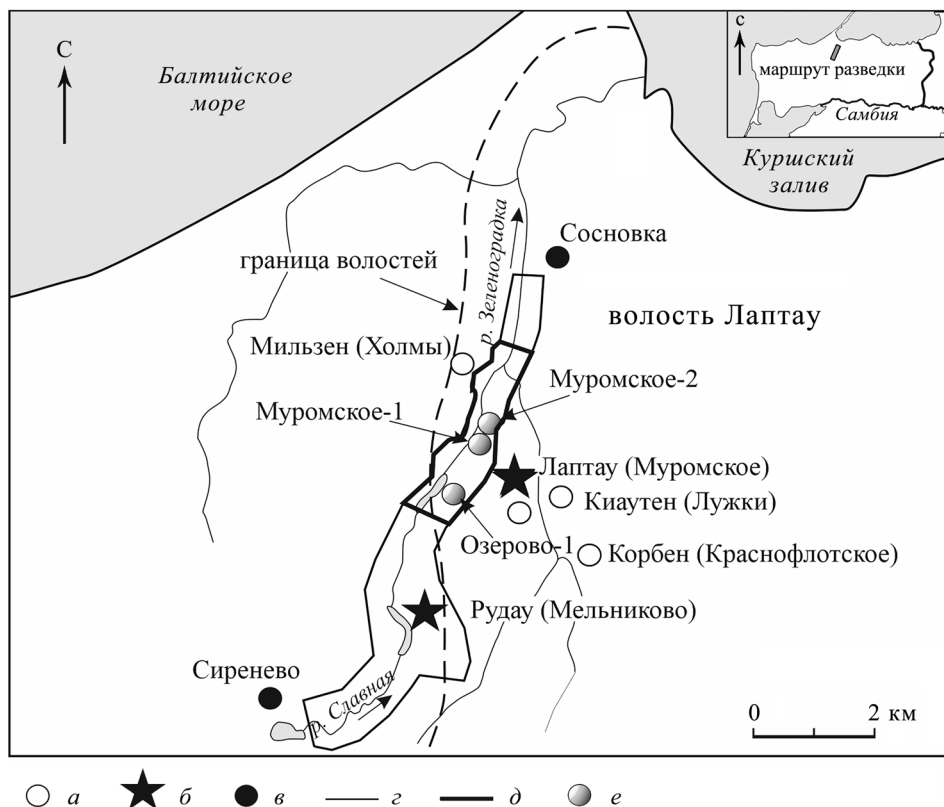 С
Балтийское
море
с
маршрут разведки
Самбия
Куршский
залив
Сосновка
граница волостей
р. Зеленоградка
волость Лаптау
Мильзен (Холмы)
Муромское-2
Муромское-1
Лаптау (Муромское)
Киаутен (Лужки)
Озерово-1
Корбен (Краснофлотское)
Рудау (Мельниково)
Сиренево
р. Славная
0 2 км
а б в г д е